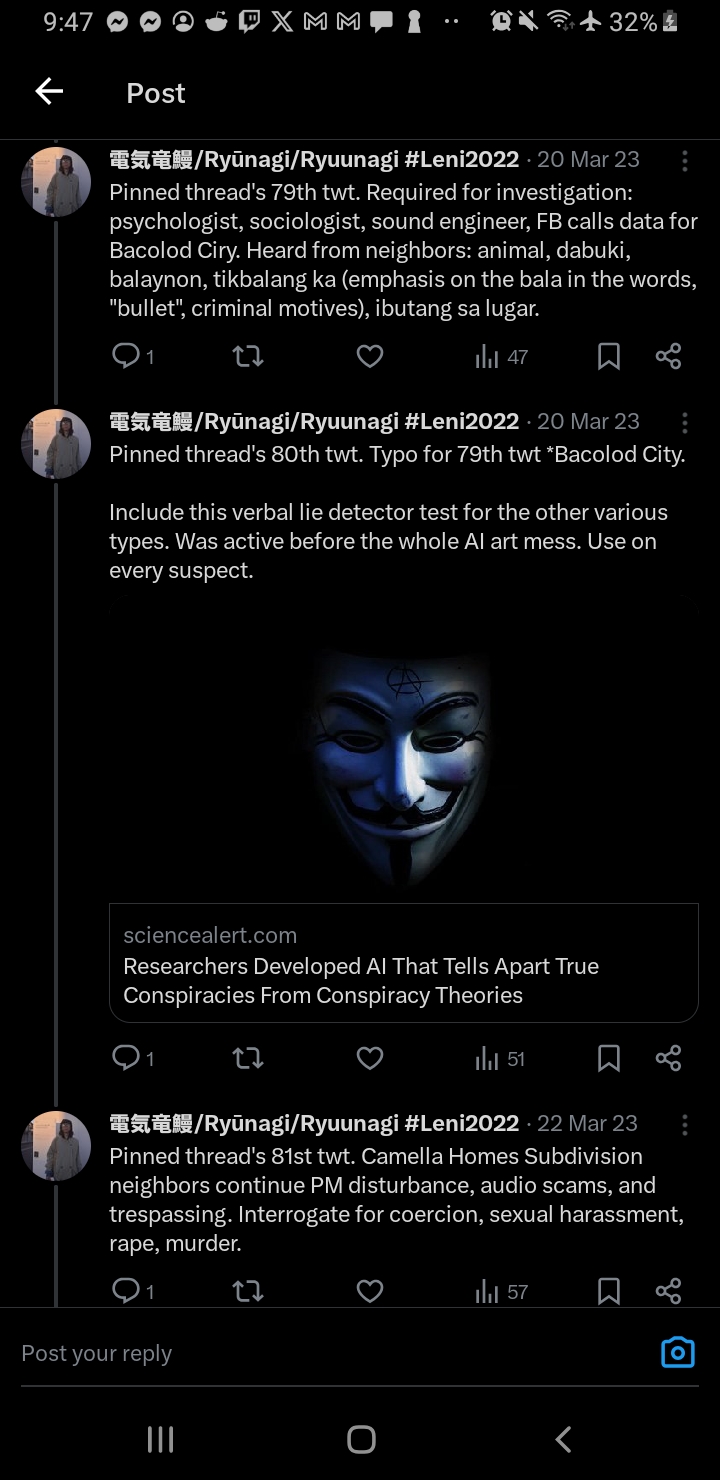 9:47
32%
Post
電気竜鰻/Ryūnagi/Ryuunagi #Leni2022 · 20 Mar 23
Pinned thread's 79th twt. Required for investigation:
psychologist, sociologist, sound engineer, FB calls data for
Bacolod Ciry. Heard from neighbors: animal, dabuki,
balaynon, tikbalang ka (emphasis on the bala in the words,
"bullet", criminal motives), ibutang sa lugar.
1 47
電気竜鰻/Ryūnagi/Ryuunagi #Leni2022 · 20 Mar 23
Pinned thread's 80th twt. Typo for 79th twt *Bacolod City.
Include this verbal lie detector test for the other various
types. Was active before the whole AI art mess. Use on
every suspect.
sciencealert.com
Researchers Developed AI That Tells Apart True
Conspiracies From Conspiracy Theories
1 51
電気竜鰻/Ryūnagi/Ryuunagi #Leni2022 · 22 Mar 23
Pinned thread's 81st twt. Camella Homes Subdivision
neighbors continue PM disturbance, audio scams, and
trespassing. Interrogate for coercion, sexual harassment,
rape, murder.
1 57
Post your reply